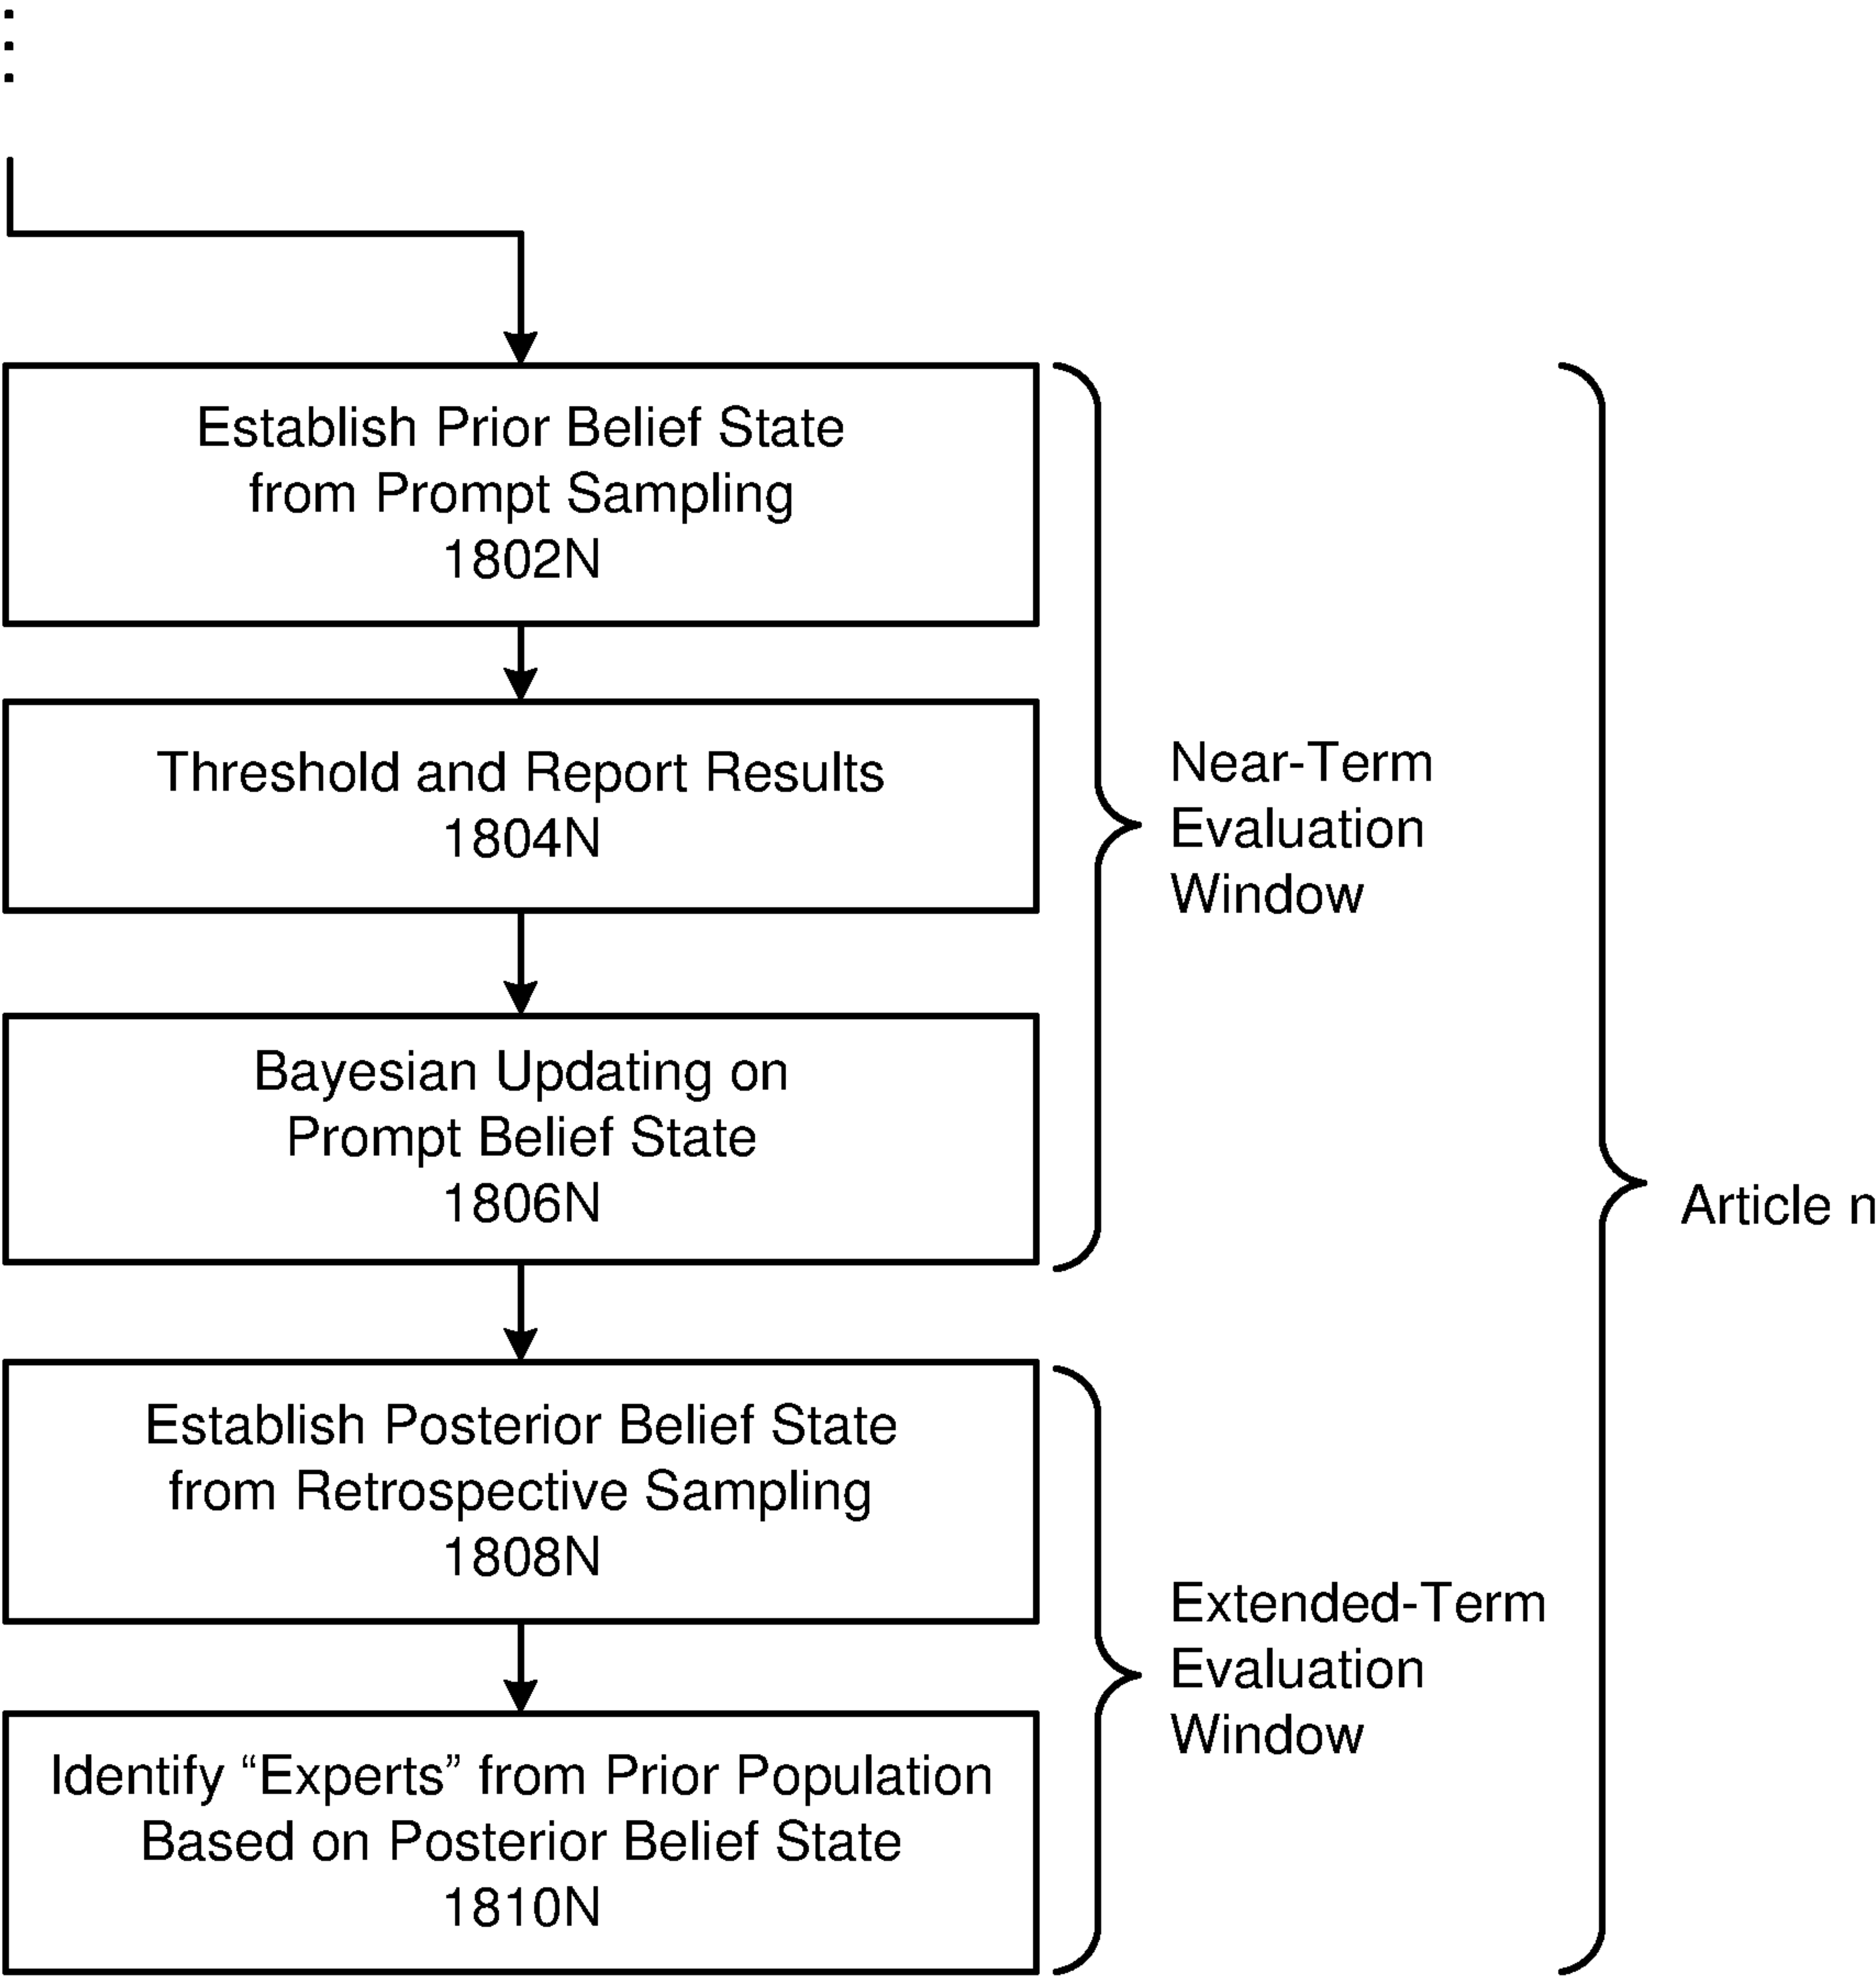 Establish Prior Belief State
from Prompt Sampling
1802N
Threshold and Report Results
1804N
Bayesian Updating on
Prompt Belief State
1806N
Near-Term
Evaluation
Window
Establish Posterior Belief State
from Retrospective Sampling
1808N
Identify “Experts” from Prior Population
Based on Posterior Belief State
1810N
Extended-Term
Evaluation
Window
Article n